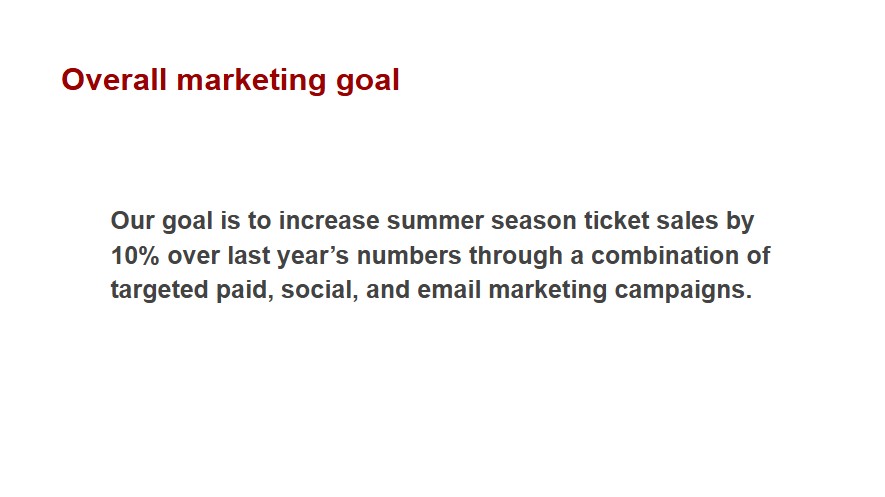 Overall marketing goal
Our goal is to increase summer season ticket sales by
10% over last year’s numbers through a combination of
targeted paid, social, and email marketing campaigns.